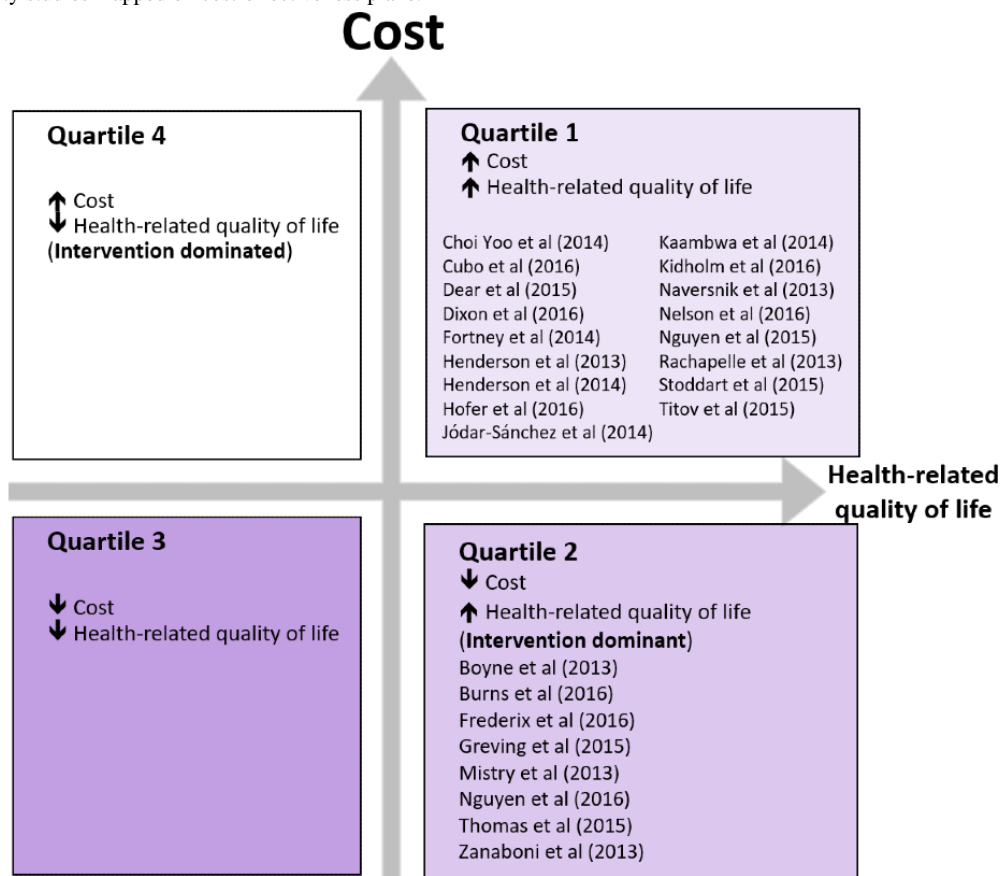 Cost
Quartile 4
↑ Cost
↓ Health-related quality of life
(Intervention dominated)
Quartile 1
↑ Cost
↑ Health-related quality of life
Choi Yoo et al (2014)
Cubo et al (2016)
Dear et al (2015)
Dixon et al (2016)
Fortney et al (2014)
Henderson et al (2013)
Henderson et al (2014)
Hofer et al (2016)
Jódar-Sánchez et al (2014)
Kaambwa et al (2014)
Kidholm et al (2016)
Naversnik et al (2013)
Nelson et al (2016)
Nguyen et al (2015)
Rachapelle et al (2013)
Stoddart et al (2015)
Titov et al (2015)
Health-related
quality of life
Quartile 3
↓ Cost
↓ Health-related quality of life
Quartile 2
↓ Cost
↑ Health-related quality of life
(Intervention dominant)
Boyne et al (2013)
Burns et al (2016)
Frederix et al (2016)
Greving et al (2015)
Mistry et al (2013)
Nguyen et al (2016)
Thomas et al (2015)
Zanaboni et al (2013)